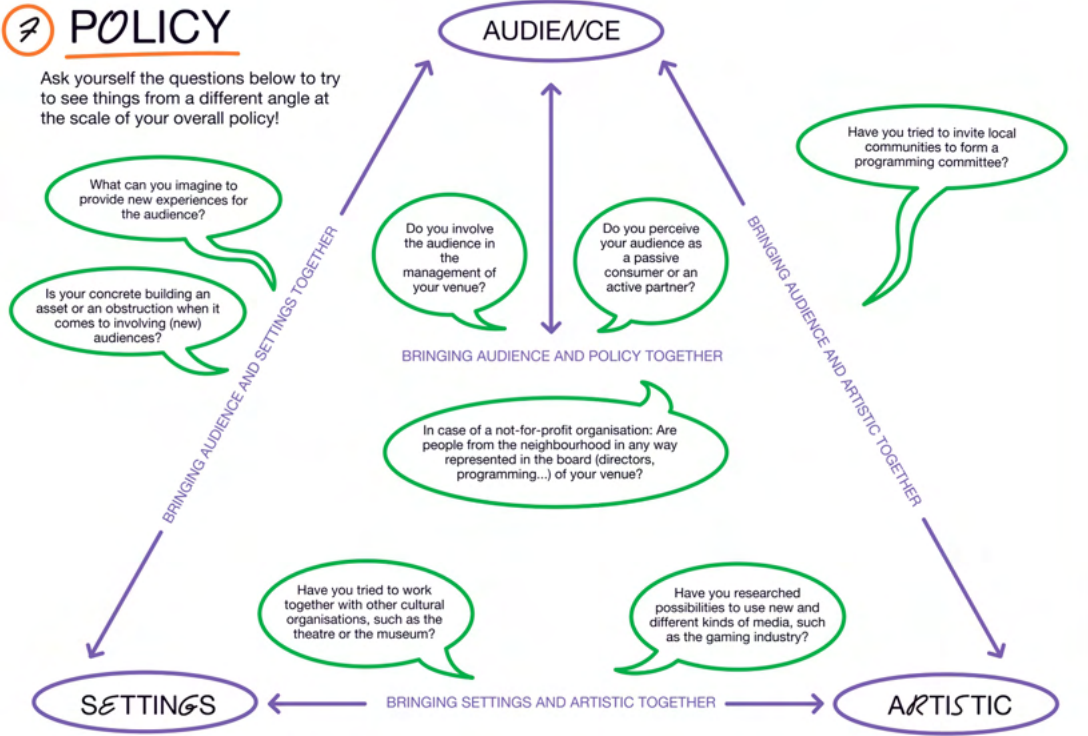 7 POLICY
Ask yourself the questions below to try
to see things from a different angle at
the scale of your overall policy!
AUDIENCE
Have you tried to invite local
communities to form a
programming committee?
What can you imagine to
provide new experiences for
the audience?
Is your concrete building an
asset or an obstruction when it
comes to involving (new)
audiences?
BRINGING AUDIENCE AND SETTINGS TOGETHER
Do you involve
the audience in
the
management of
your venue?
Do you perceive
your audience as
a passive
consumer or an
active partner?
BRINGING AUDIENCE AND POLICY TOGETHER
BRINGING AUDIENCE AND ARTISTIC TOGETHER
In case of a not-for-profit organisation: Are
people from the neighbourhood in any way
represented in the board (directors,
programming...) of your venue?
Have you tried to work
together with other cultural
organisations, such as the
theatre or the museum?
Have you researched
possibilities to use new and
different kinds of media, such
as the gaming industry?
SETTINGS
BRINGING SETTINGS AND ARTISTIC TOGETHER
ARTISTIC